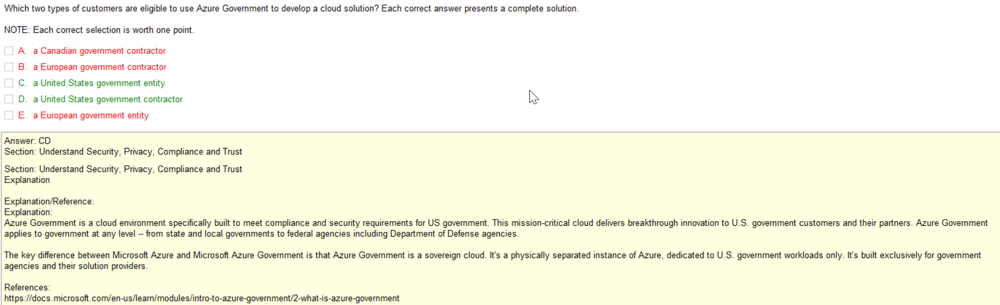 Which two types of customers are eligible to use Azure Government to develop a cloud solution? Each correct answer presents a complete solution.
NOTE: Each correct selection is worth one point.
A. a Canadian government contractor
B. a European government contractor
C. a United States government entity
D. a United States government contractor
E. a European government entity
Answer: CD
Section: Understand Security, Privacy, Compliance and Trust
Section: Understand Security, Privacy, Compliance and Trust
Explanation
Explanation/Reference:
Explanation:
Azure Government is a cloud environment specifically built to meet compliance and security requirements for US government. This mission-critical cloud delivers breakthrough innovation to U.S. government customers and their partners. Azure Government
applies to government at any level -- from state and local governments to federal agencies including Department of Defense agencies.
The key difference between Microsoft Azure and Microsoft Azure Government is that Azure Government is a sovereign cloud. It's a physically separated instance of Azure, dedicated to U.S. government workloads only. It's built exclusively for government
agencies and their solution providers.
References:
https://docs.microsoft.com/en-us/learn/modules/intro-to-azure-government/2-what-is-azure-government